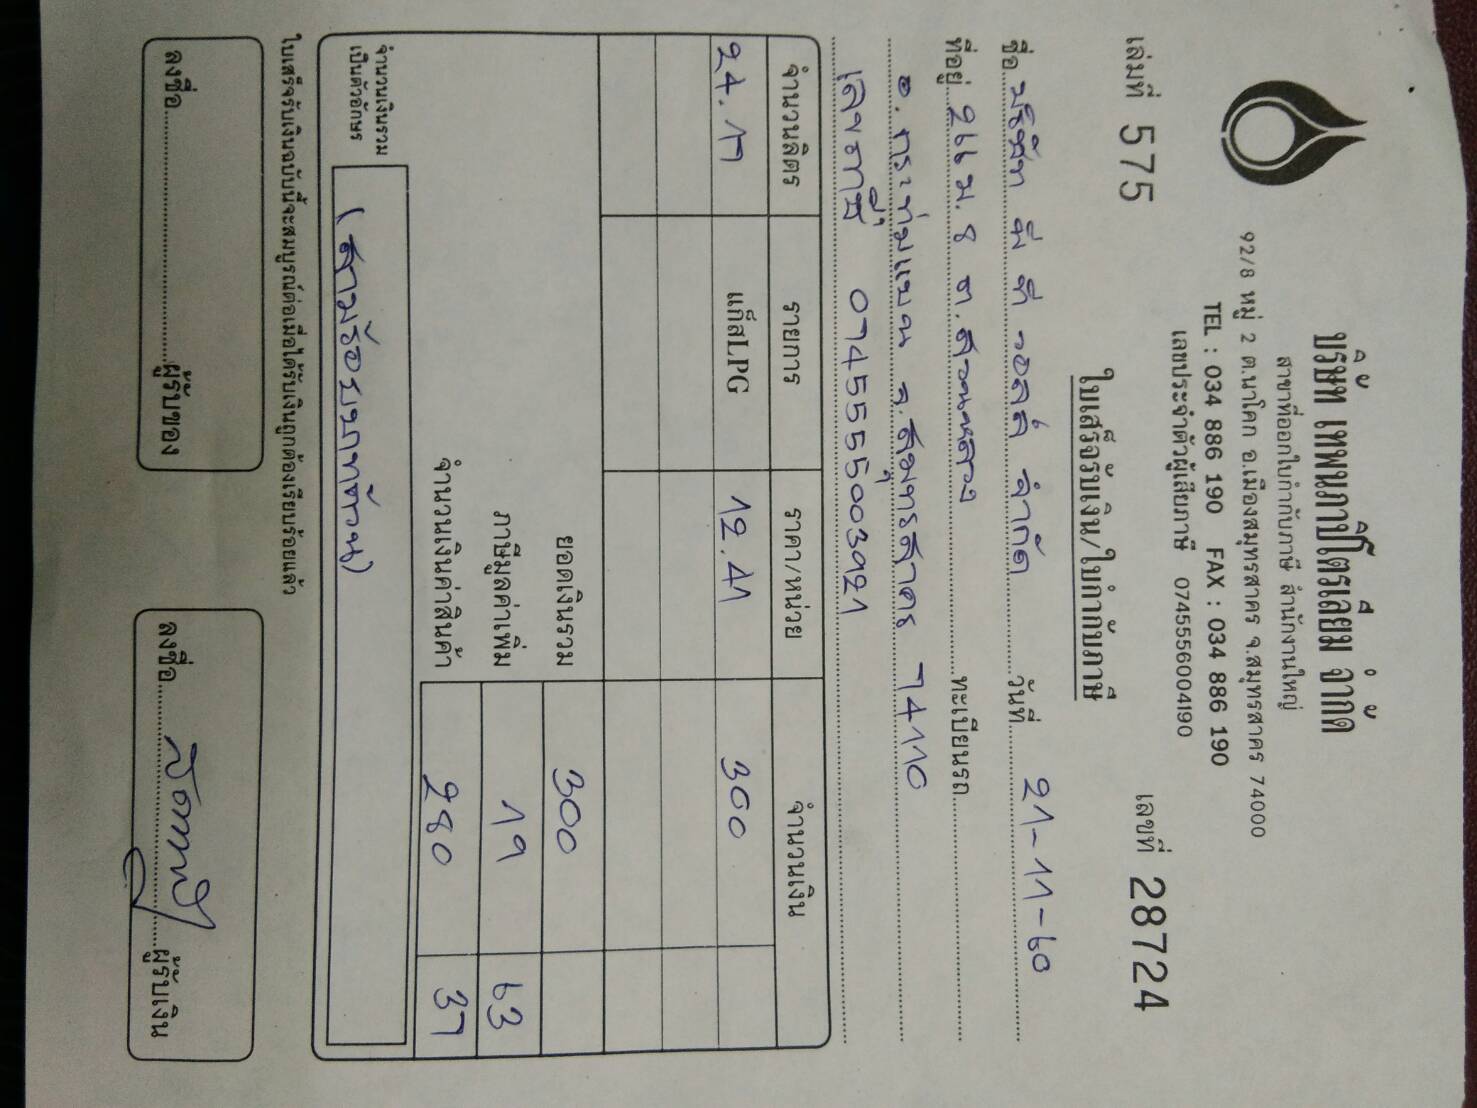 บริษัท เทพนภาปิโตรเลียม จำกัด
สาขาที่ออกใบกำกับภาษี สำนักงานใหญ่
92/8 หมู่ 2 ต.นาโคก อ.เมืองสมุทรสาคร จ.สมุทรสาคร 74000
TEL : 034 886 190 FAX : 034 886 190
เลขประจำตัวผู้เสียภาษี 0745556004190
เล่มที่ 575
เลขที่ 28724
ใบเสร็จรับเงิน/ใบกำกับภาษี
ชื่อ บริษัท มี ดี วอลล์ จำกัด วันที่ 21-11-60
ที่อยู่ 266 ม. 8 ต. สวนหลวง ทะเบียนรถ
อ. กระทุ่มแบน จ. สมุทรสาคร 74110
เลขภาษี 0745555003921
จำนวนลิตร รายการ ราคา/หน่วย จำนวนเงิน
24.17 แก๊สLPG 12.41 300
ยอดเงินรวม 300
ภาษีมูลค่าเพิ่ม 19 63
จำนวนเงินค่าสินค้า 280 37
จำนวนเงินรวม
เป็นตัวอักษร
(สามร้อยบาทถ้วน)
ใบเสร็จรับเงินฉบับนี้จะสมบูรณ์ต่อเมื่อได้รับเงินถูกต้องเรียบร้อยแล้ว
ลงชื่อ ผู้รับของ
ลงชื่อ ผู้รับเงิน